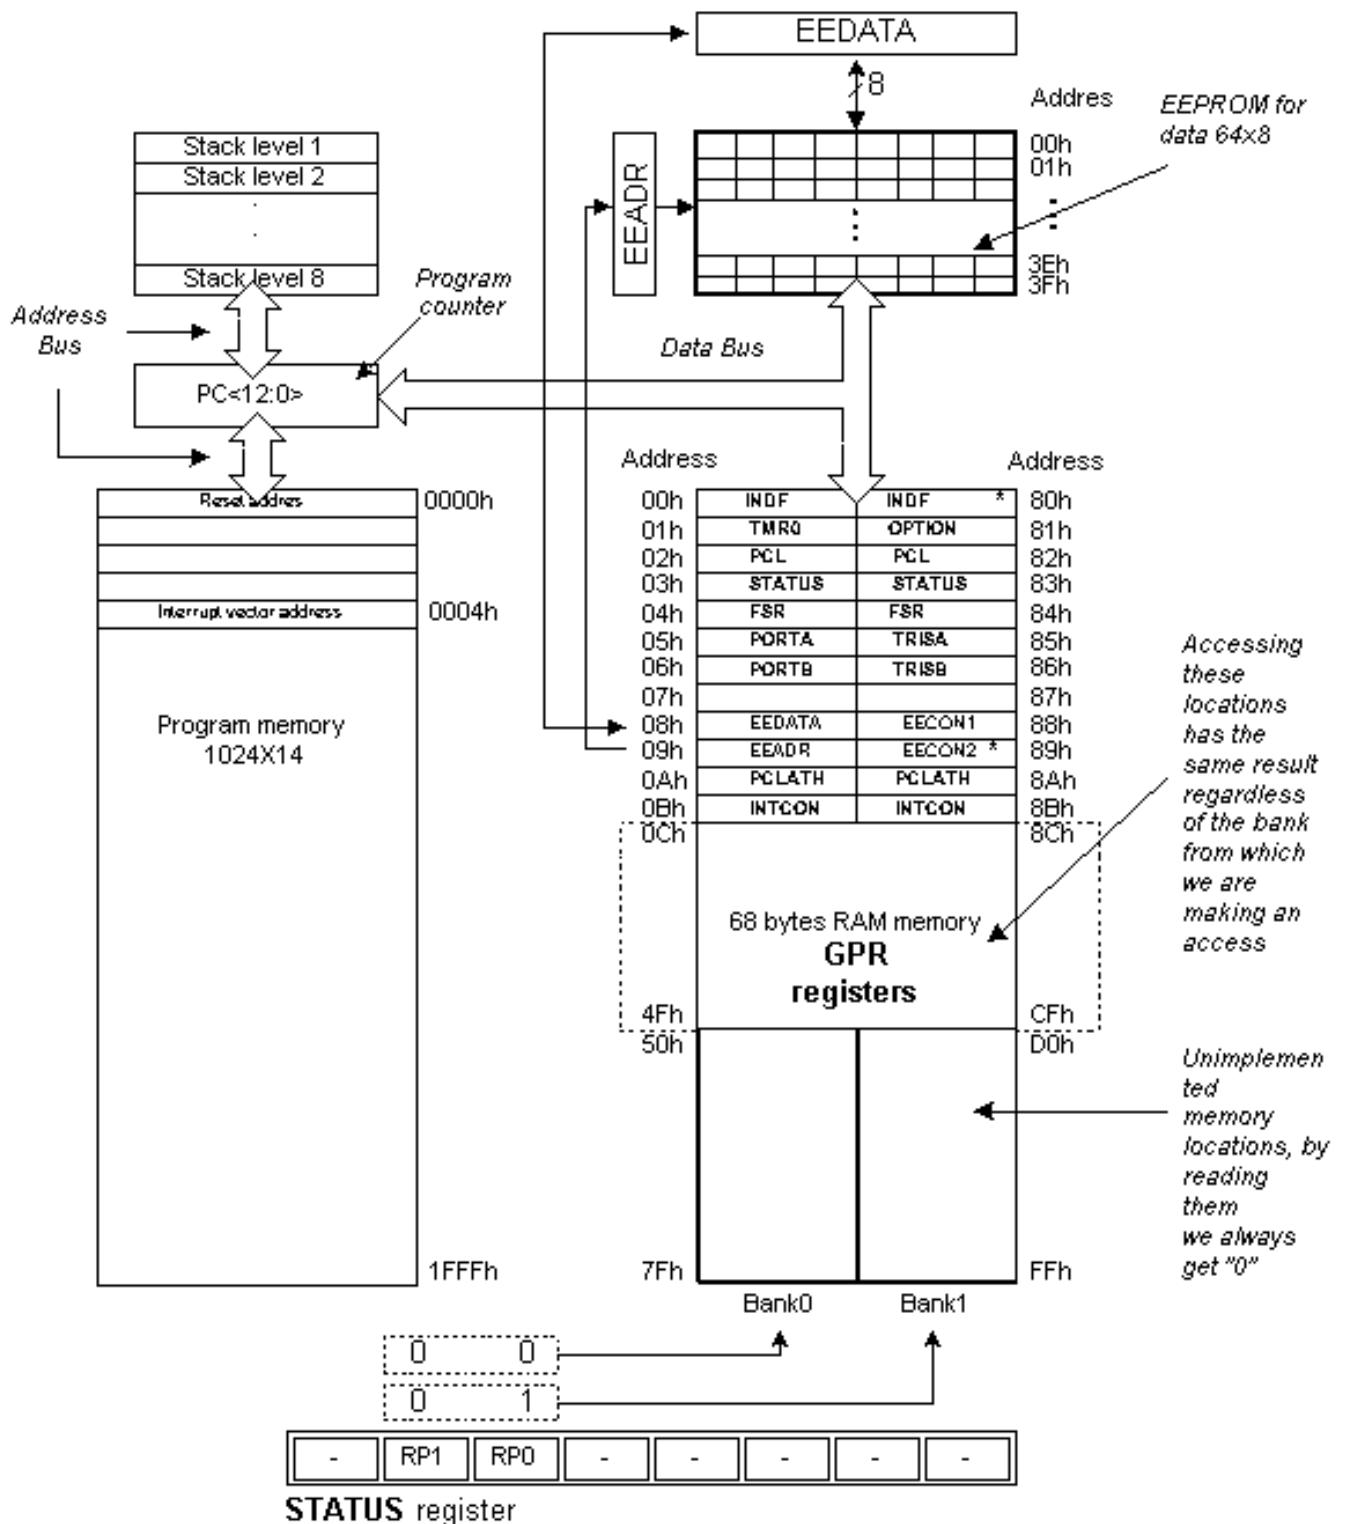 EEDATA
8
Addres
EEPROM for
data 64x8
00h
01h
3Eh
3Fh
EEADR
Stack level 1
Stack level 2
Stack level 8
Program
counter
Address
Bus
Data Bus
PC<12:0>
Reset addres
0000h
Interrupt vector address
0004h
Program memory
1024X14
1FFFh
Address
Address
00h INDF INDF * 80h
01h TMR0 OPTION 81h
02h PCL PCL 82h
03h STATUS STATUS 83h
04h FSR FSR 84h
05h PORTA TRISA 85h
06h PORTB TRISB 86h
07h 87h
08h EEDATA EECON1 88h
09h EEADR EECON2 * 89h
0Ah PCLATH PCLATH 8Ah
0Bh INTCON INTCON 8Bh
0Ch 8Ch
68 bytes RAM memory
GPR
registers
4Fh CFh
50h D0h
7Fh FFh
Bank0 Bank1
Accessing
these
locations
has the
same result
regardless
of the bank
from which
we are
making an
access
Unimplemen
ted
memory
locations, by
reading
them
we always
get "0"
0 0
0 1
- RP1 RP0 - - - - -
STATUS register